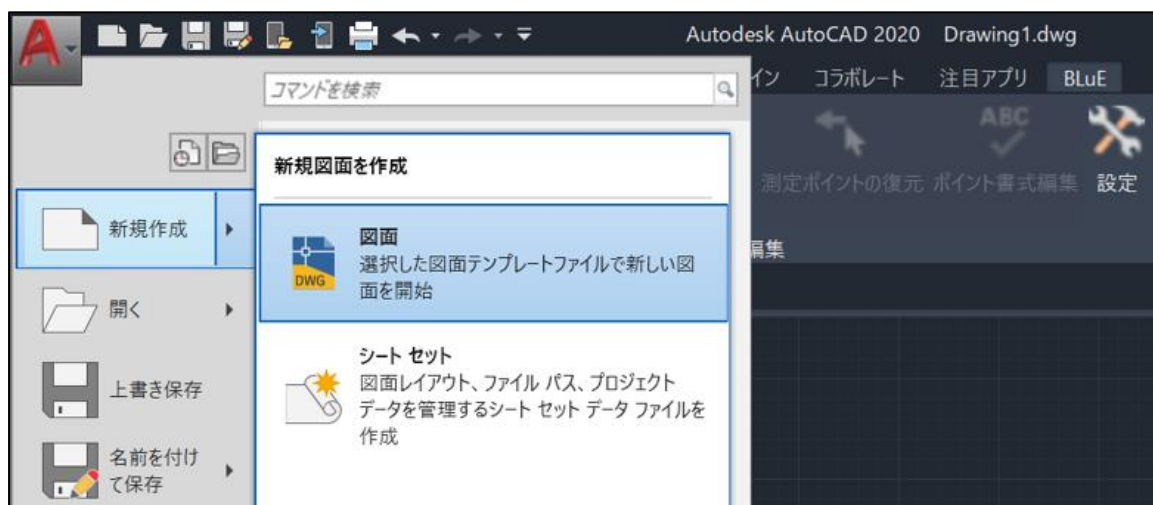 Autodesk AutoCAD 2020 Drawing1.dwg
コマンドを検索
イン コラボレート 注目アプリ BLuE
新規図面を作成
ABC
測定ポイントの復元 ポイント書式編集 設定
編集
新規作成
図面
選択した図面テンプレートファイルで新しい図
面を開始
DWG
開く
上書き保存
シート セット
図面レイアウト、ファイル パス、プロジェクト
データを管理するシート セット データ ファイルを
作成
名前を付け
て保存